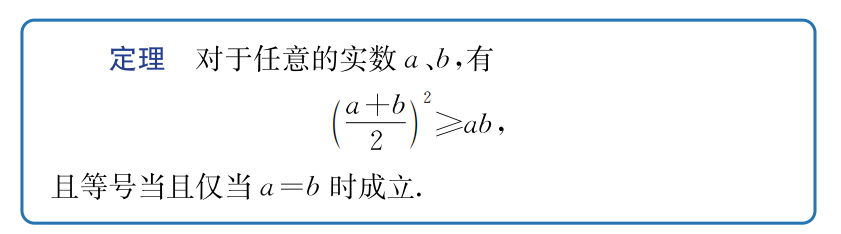 定理 对于任意的实数 a、b,有
(a+b/2)²≥ab,
且等号当且仅当 a=b 时成立.